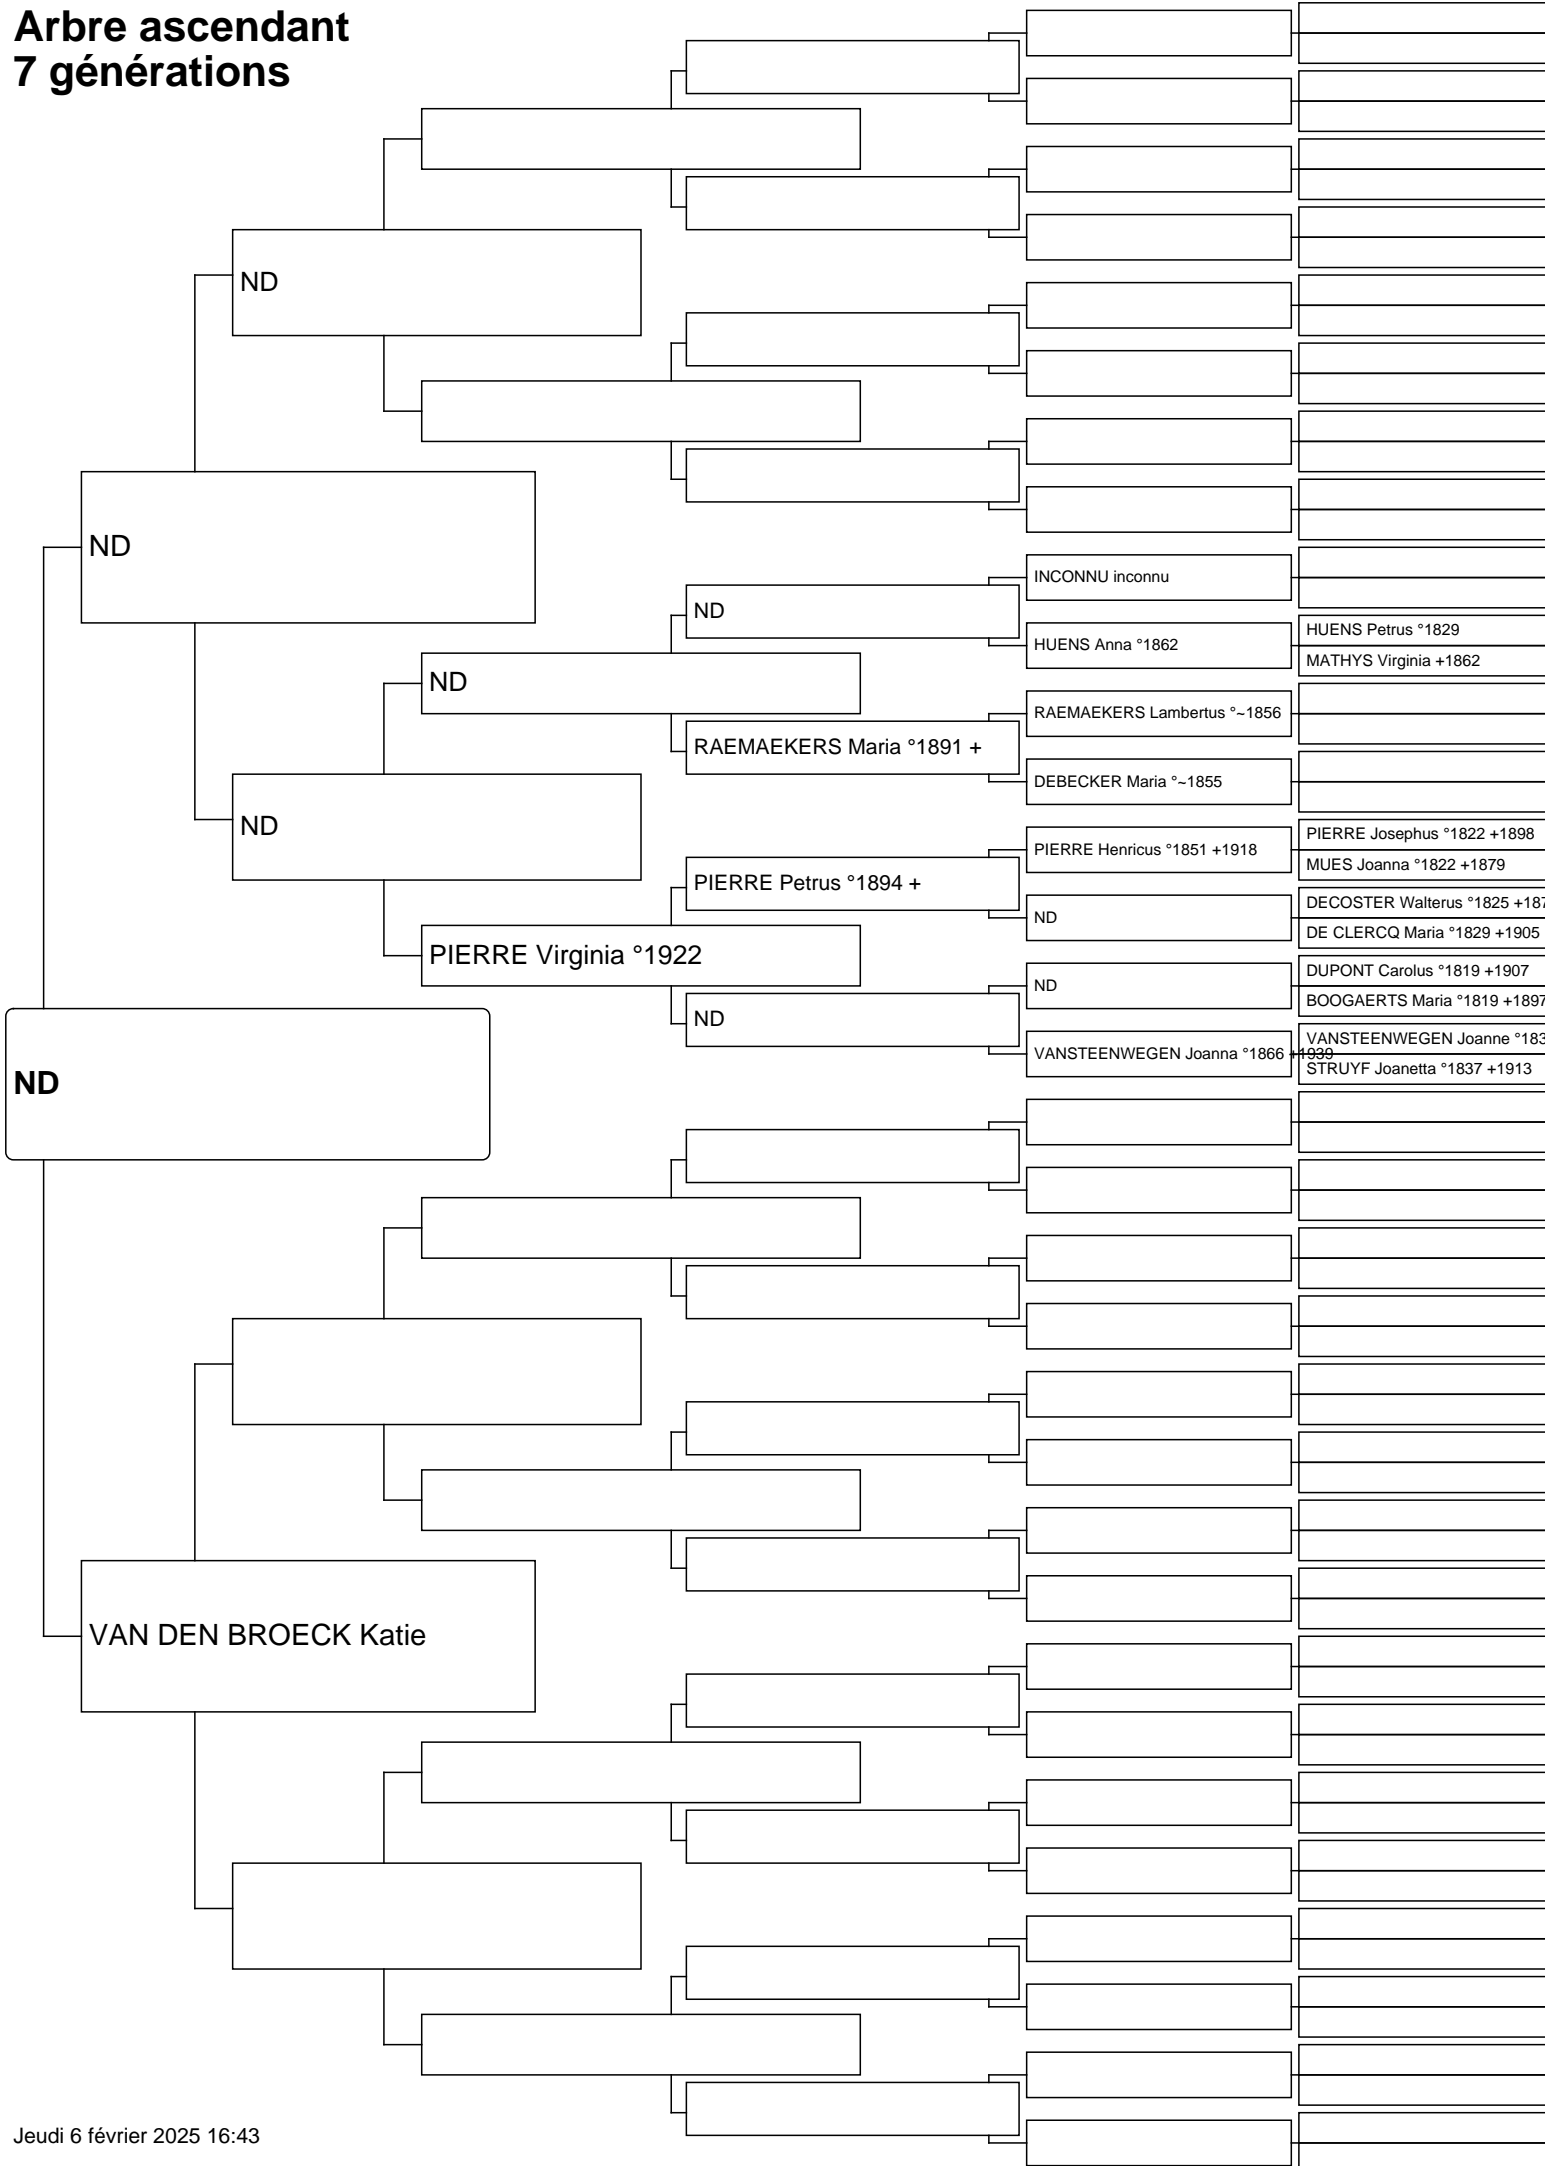 Arbre ascendant
7 générations
ND
ND
INCONNU inconnu
ND
HUENS Petrus °1829
HUENS Anna °1862
MATHYS Virginia +1862
ND
RAEMAEKERS Lambertus °~1856
RAEMAEKERS Maria °1891 +
DEBECKER Maria °~1855
ND
PIERRE Josephus °1822 +1898
PIERRE Henricus °1851 +1918
MUES Joanna °1822 +1879
PIERRE Petrus °1894 +
DECOSTER Walterus °1825 +187
ND
DE CLERCQ Maria °1829 +1905
PIERRE Virginia °1922
DUPONT Carolus °1819 +1907
ND
BOOGAERTS Maria °1819 +1897
ND
VANSTEENWEGEN Joanne °183
VANSTEENWEGEN Joanna °1866 +1939
STRUYF Joanetta °1837 +1913
ND
VAN DEN BROECK Katie
Jeudi 6 février 2025 16:43